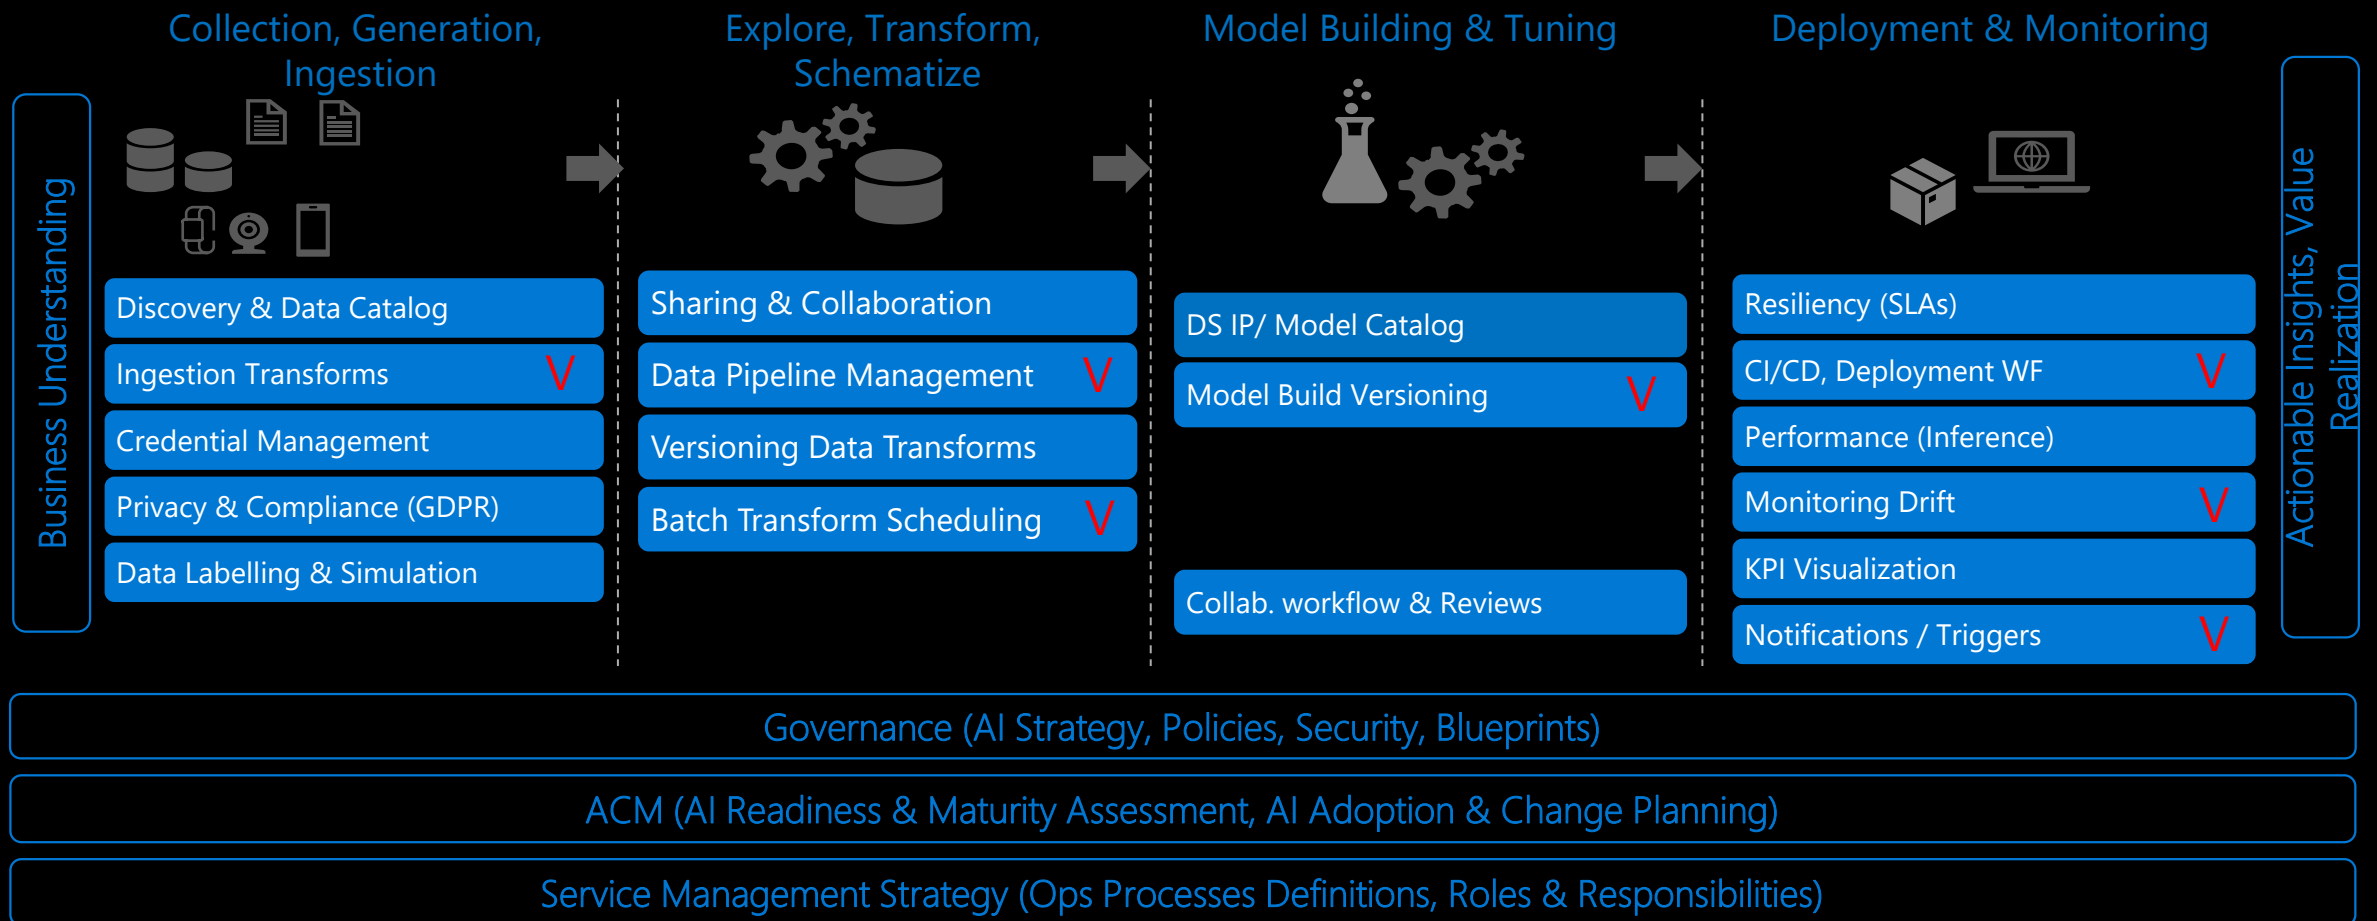 Collection, Generation,
Ingestion
Explore, Transform,
Schematize
Model Building & Tuning
Deployment & Monitoring
Business Understanding
Discovery & Data Catalog
Ingestion Transforms V
Credential Management
Privacy & Compliance (GDPR)
Data Labelling & Simulation
Sharing & Collaboration
Data Pipeline Management V
Versioning Data Transforms
Batch Transform Scheduling V
DS IP/ Model Catalog
Model Build Versioning V
Collab. workflow & Reviews
Resiliency (SLAs)
CI/CD, Deployment WF V
Performance (Inference)
Monitoring Drift V
KPI Visualization
Notifications / Triggers V
Actionable Insights, Value
Realization
Governance (AI Strategy, Policies, Security, Blueprints)
ACM (AI Readiness & Maturity Assessment, AI Adoption & Change Planning)
Service Management Strategy (Ops Processes Definitions, Roles & Responsibilities)